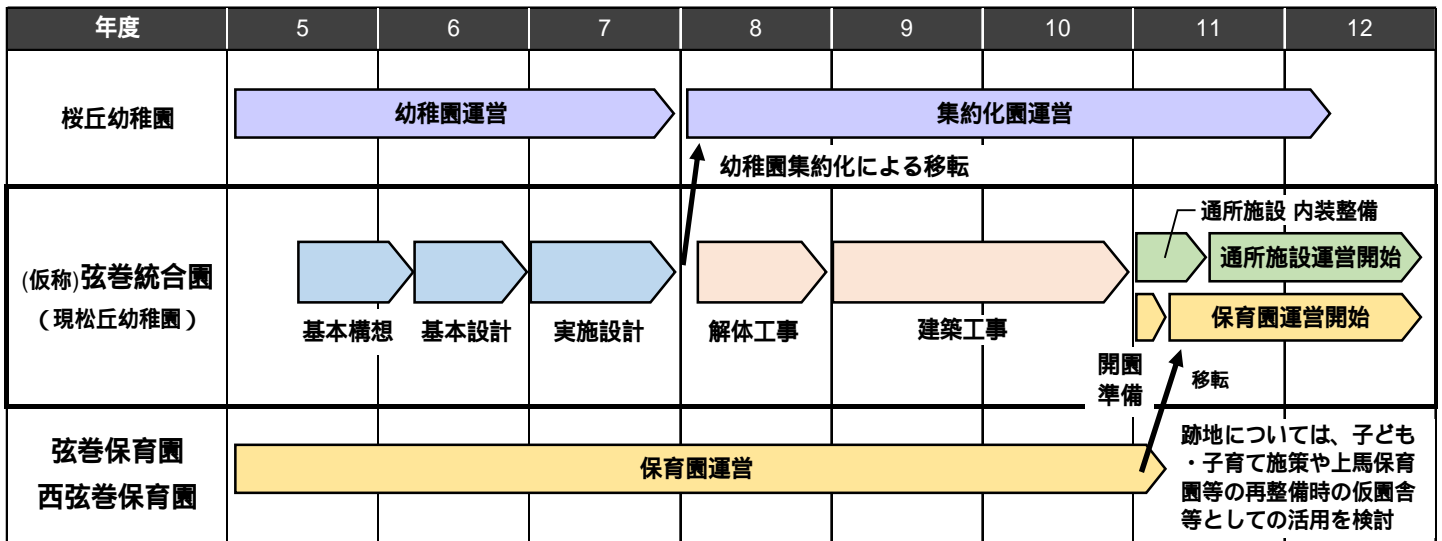 年度 5 6 7 8 9 10 11 12
桜丘幼稚園
幼稚園運営
集約化園運営
幼稚園集約化による移転
(仮称)弦巻統合園
（現松丘幼稚園）
基本構想
基本設計
実施設計
解体工事
建築工事
通所施設 内装整備
通所施設運営開始
保育園運営開始
開園
準備
移転
弦巻保育園
西弦巻保育園
保育園運営
跡地については、子ども
・子育て施策や上馬保育
園等の再整備時の仮園舎
等としての活用を検討